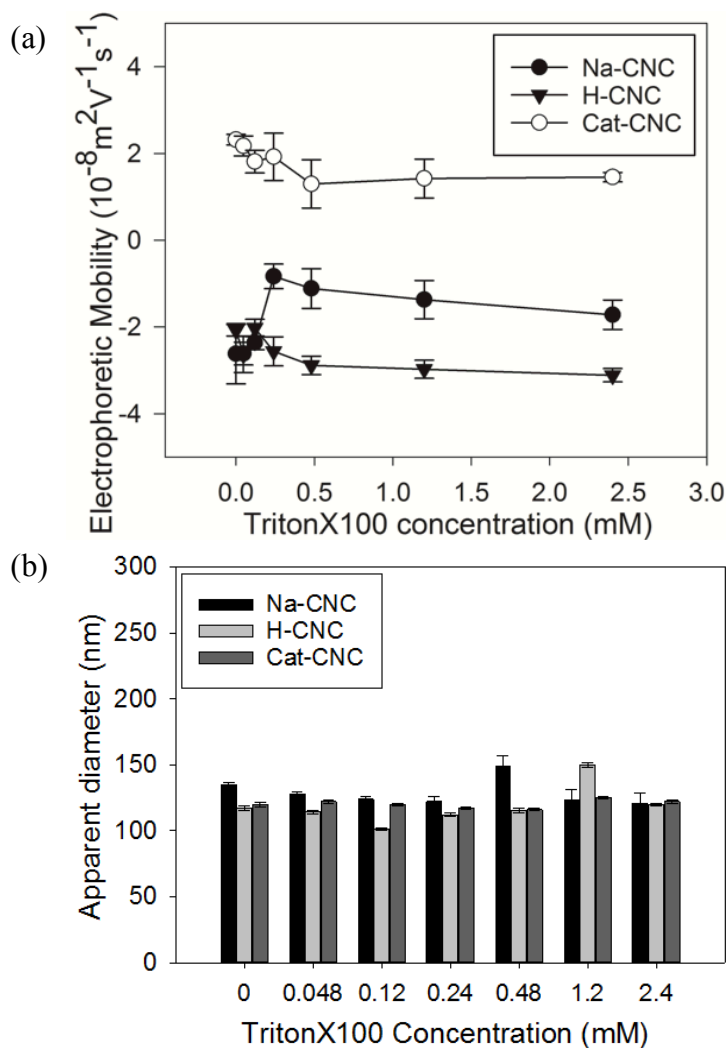 (a)
Electrophoretic Mobility (10⁻⁸m²V⁻¹s⁻¹)
4
2
0
-2
-4
Na-CNC
H-CNC
Cat-CNC
0.0 0.5 1.0 1.5 2.0 2.5 3.0
TritonX100 concentration (mM)
(b)
Apparent diameter (nm)
300
250
200
150
100
50
0
Na-CNC
H-CNC
Cat-CNC
0 0.048 0.12 0.24 0.48 1.2 2.4
TritonX100 Concentration (mM)